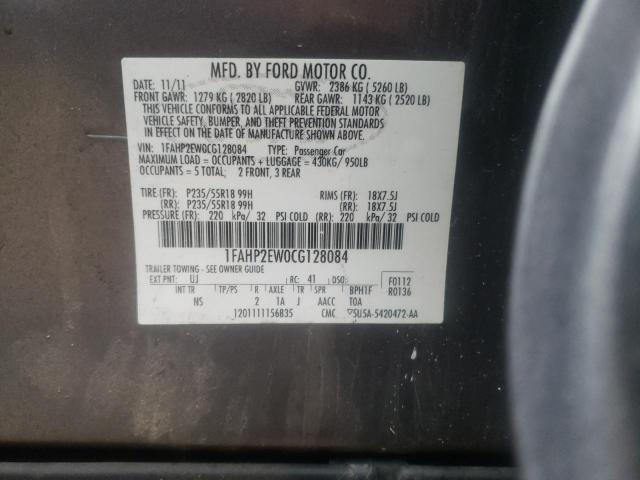 MFD. BY FORD MOTOR CO.
DATE: 11/11 GVWR: 2386 KG ( 5260 LB)
FRONT GAWR: 1279 KG ( 2820 LB) REAR GAWR: 1143 KG ( 2520 LB)
THIS VEHICLE CONFORMS TO ALL APPLICABLE FEDERAL MOTOR
VEHICLE SAFETY, BUMPER, AND THEFT PREVENTION STANDARDS
IN EFFECT ON THE DATE OF MANUFACTURE SHOWN ABOVE.
VIN: 1FAHP2EW0CG128084 TYPE: Passenger Car
MAXIMUM LOAD = OCCUPANTS + LUGGAGE = 430KG/ 950LB
OCCUPANTS = 5 TOTAL; 2 FRONT, 3 REAR
TIRE (FR): P235/55R18 99H RIMS (FR): 18X7.5J
(RR): P235/55R18 99H (RR): 18X7.5J
PRESSURE (FR): 220 kPa/ 32 PSI COLD (RR): 220 kPa/ 32 PSI COLD
1FAHP2EW0CG128084
TRAILER TOWING - SEE OWNER GUIDE
EXT PNT: UJ RC: 41 DSO: F0112
INT TR TP/PS R AXLE TR SPR BPH1F R0136
NS 2 1A J AACC TOA
1201111156835 CMC 5U5A-5420472-AA